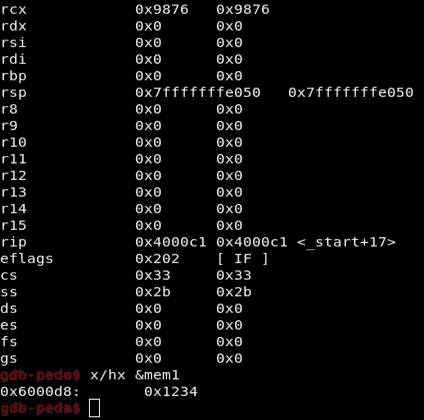 rcx 0x9876 0x9876
rdx 0x0 0x0
rsi 0x0 0x0
rdi 0x0 0x0
rbp 0x0 0x0
rsp 0x7fffffffe050 0x7fffffffe050
r8 0x0 0x0
r9 0x0 0x0
r10 0x0 0x0
r11 0x0 0x0
r12 0x0 0x0
r13 0x0 0x0
r14 0x0 0x0
r15 0x0 0x0
rip 0x4000c1 0x4000c1 <_start+17>
eflags 0x202 [ IF ]
cs 0x33 0x33
ss 0x2b 0x2b
ds 0x0 0x0
es 0x0 0x0
fs 0x0 0x0
gs 0x0 0x0
gdb-peda$ x/hx &mem1
0x6000d8: 0x1234
gdb-peda$